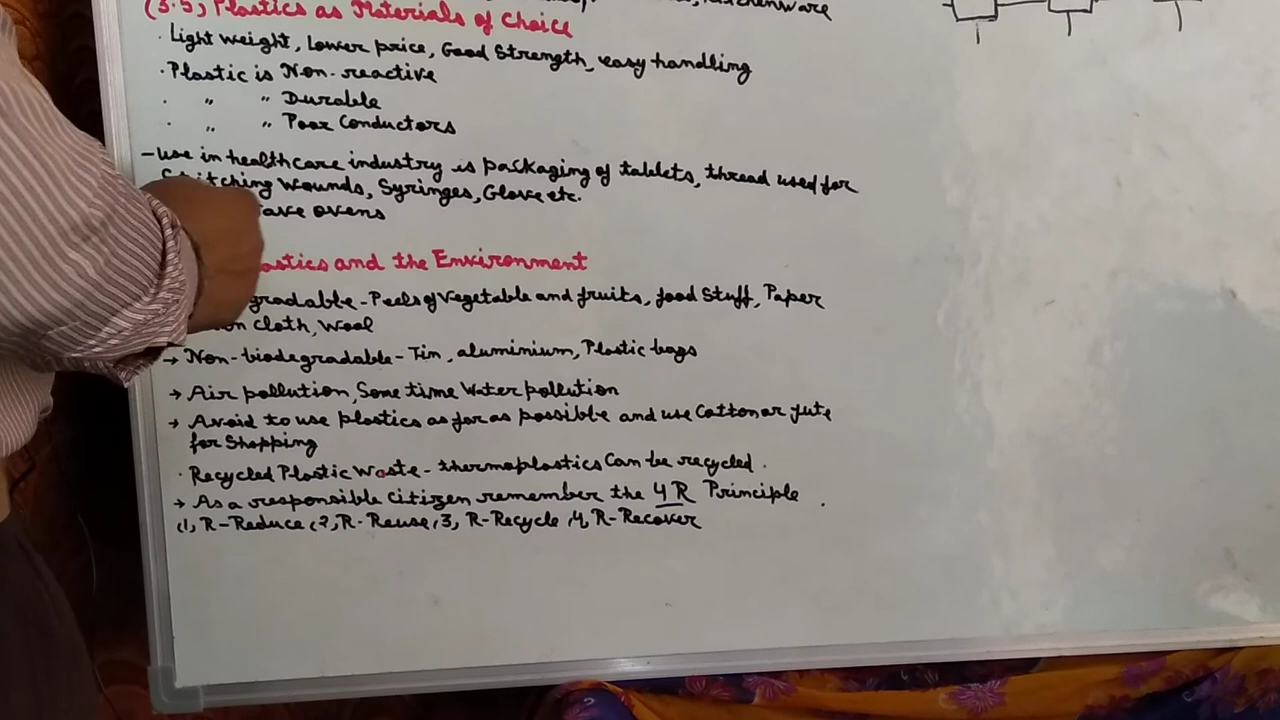 Kitchenware
(3.5) Plastics as Materials of Choice
· Light weight, Lower price, Good Strength, easy handling
· Plastic is Non-reactive
· " " Durable
· " " Poor Conductors
- Use in healthcare industry is packaging of tablets, thread used for
Stitching Wounds, Syringes, Glove etc.
ovens
astics and the Environment
gradable - Peels of Vegetable and fruits, food Stuff, Paper
cloth, Wool
→ Non-biodegradable - Tin, aluminium, Plastic bags
→ Air pollution, Some time Water pollution
→ Avoid to use plastics as far as possible and use Cotton or jute
for Shopping
· Recycled Plastic Waste - thermoplastics Can be recycled.
→ As a responsible citizen remember the 4R Principle
(1, R-Reduce (2, R-Reuse (3, R-Recycle (4, R-Recover